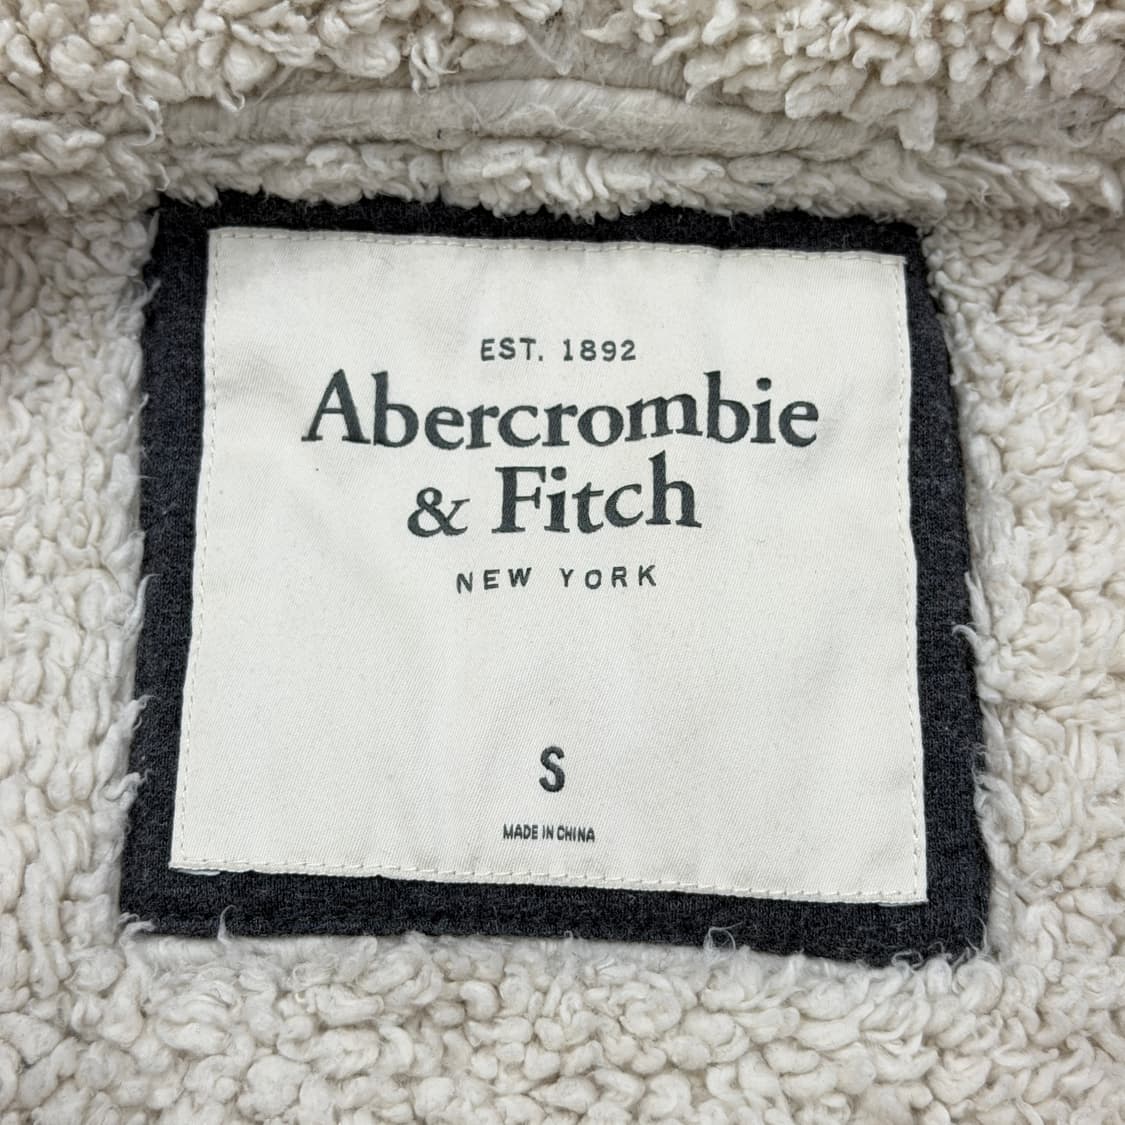 EST. 1892
Abercrombie
& Fitch
NEW YORK
S
MADE IN CHINA